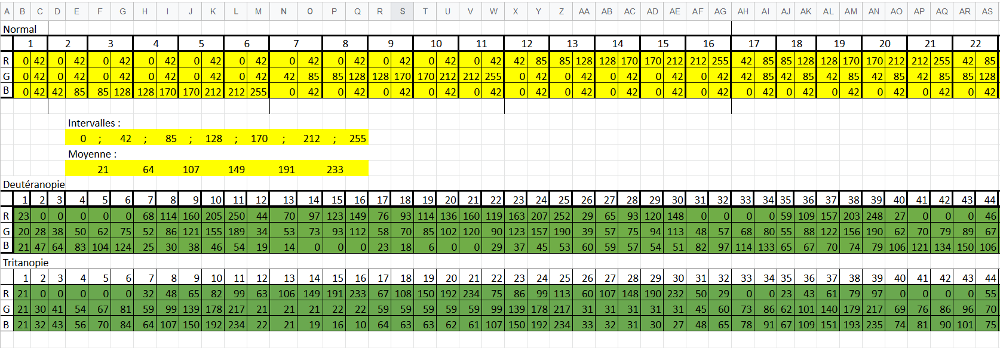 A B C D E F G H I J K L M N O P Q R S T U V W X Y Z AA AB AC AD AE AF AG AH AI AJ AK AL AM AN AO AP AQ AR AS
Normal
1 2 3 4 5 6 7 8 9 10 11 12 13 14 15 16 17 18 19 20 21 22
R 0 42 0 42 0 42 0 42 0 42 0 42 0 42 0 42 0 42 0 42 0 42 42 85 85 128 128 170 170 212 212 255 42 85 85 128 128 170 170 212 212 255 42 85
G 0 42 0 42 0 42 0 42 0 42 0 42 42 85 85 128 128 170 170 212 212 255 0 42 0 42 0 42 0 42 0 42 42 85 42 85 42 85 42 85 42 85 85 128
B 0 42 42 85 85 128 128 170 170 212 212 255 0 42 0 42 0 42 0 42 0 42 0 42 0 42 0 42 0 42 0 42 0 42 0 42 0 42 0 42 0 42 0 42
Intervalles :
0 ; 42 ; 85 ; 128 ; 170 ; 212 ; 255
Moyenne :
21 64 107 149 191 233
Deutéranopie
1 2 3 4 5 6 7 8 9 10 11 12 13 14 15 16 17 18 19 20 21 22 23 24 25 26 27 28 29 30 31 32 33 34 35 36 37 38 39 40 41 42 43 44
R 23 0 0 0 0 0 68 114 160 205 250 44 70 97 123 149 76 93 114 136 160 119 163 207 252 29 65 93 120 148 0 0 0 0 59 109 157 203 248 27 0 0 0 46
G 20 28 38 50 62 75 52 86 121 155 189 34 53 73 93 112 58 70 85 102 120 90 123 157 190 39 57 75 94 113 48 57 68 80 55 88 122 156 190 62 70 79 89 67
B 21 47 64 83 104 124 25 30 38 46 54 19 14 0 0 0 23 18 6 0 0 29 37 45 53 60 59 57 54 51 82 97 114 133 65 67 70 74 79 106 121 134 150 106
Tritanopie
1 2 3 4 5 6 7 8 9 10 11 12 13 14 15 16 17 18 19 20 21 22 23 24 25 26 27 28 29 30 31 32 33 34 35 36 37 38 39 40 41 42 43 44
R 21 0 0 0 0 0 32 48 65 82 99 63 106 149 191 233 67 108 150 192 234 75 86 99 113 60 107 148 190 232 50 29 0 0 23 43 61 79 97 0 0 0 0 55
G 21 30 41 54 67 81 59 99 139 178 217 21 21 21 22 22 59 59 59 59 59 99 139 178 217 31 31 31 31 31 45 60 73 86 62 101 140 179 217 69 76 86 96 70
B 21 32 43 56 70 84 64 107 150 192 234 22 21 19 16 10 64 63 63 62 61 107 150 192 234 33 32 31 30 27 48 65 78 91 67 109 151 193 235 74 81 90 101 75